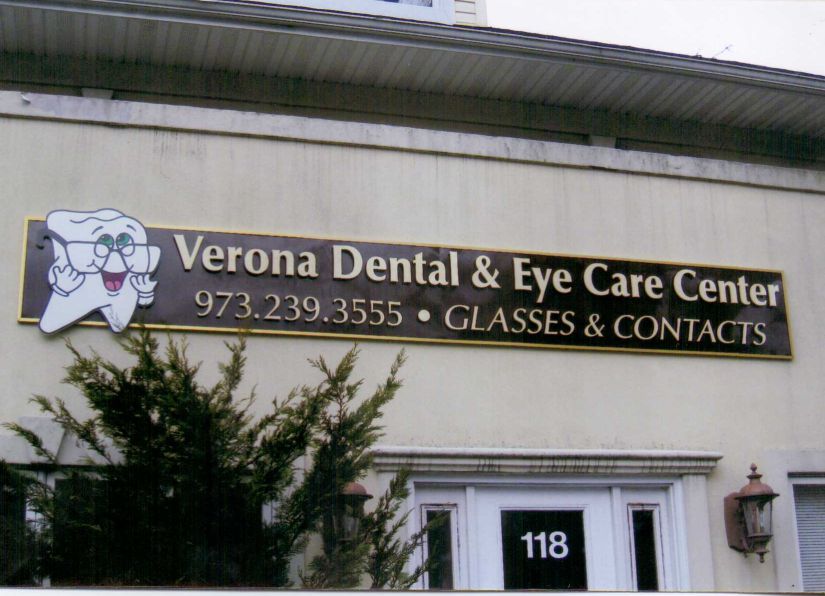 Verona Dental & Eye Care Center
973.239.3555 • GLASSES & CONTACTS
118